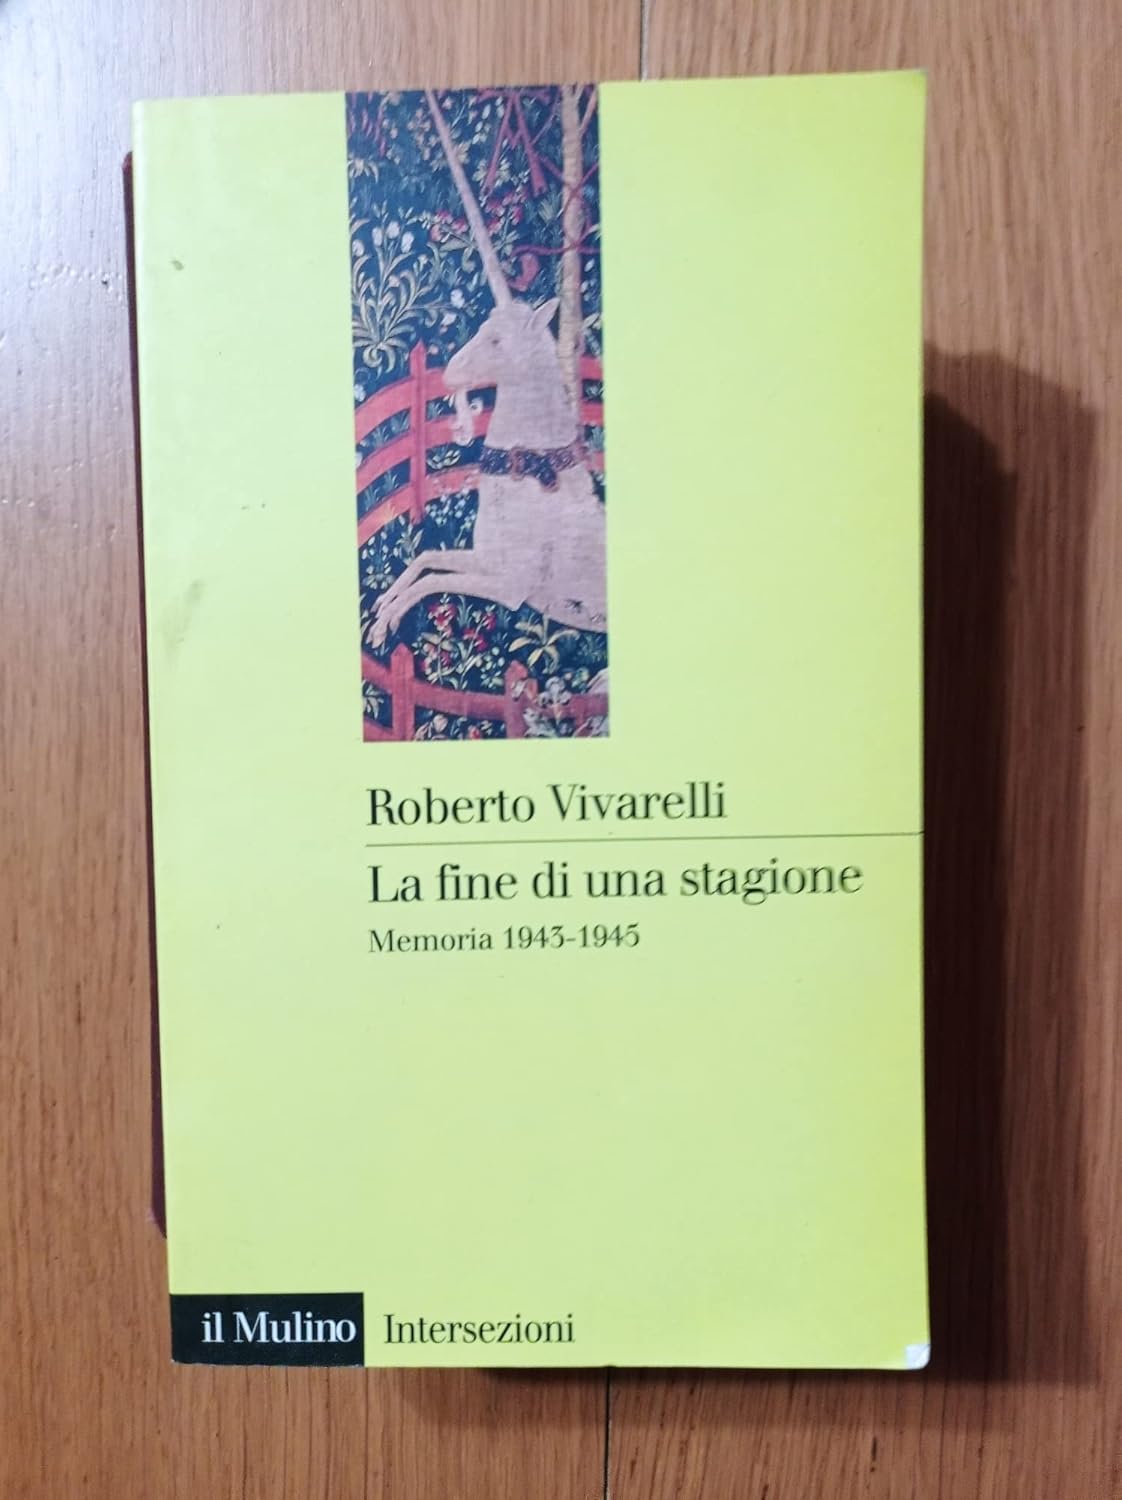 Roberto Vivarelli
La fine di una stagione
Memoria 1943-1945
il Mulino Intersezioni